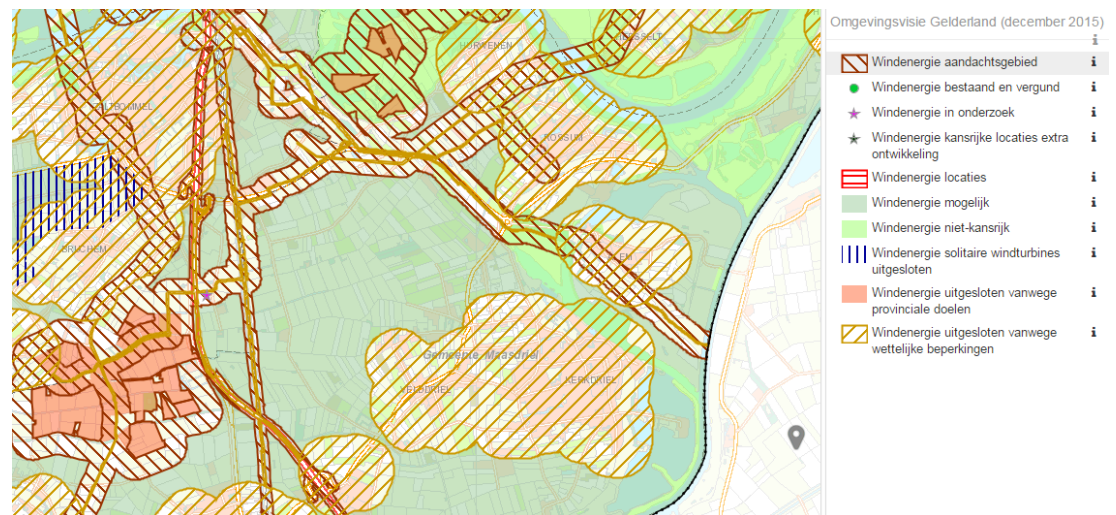 Omgevingsvisie Gelderland (december 2015)
i
Windenergie aandachtsgebied i
Windenergie bestaand en vergund i
Windenergie in onderzoek i
Windenergie kansrijke locaties extra i
ontwikkeling
Windenergie locaties i
Windenergie mogelijk i
Windenergie niet-kansrijk i
Windenergie solitaire windturbines i
uitgesloten
Windenergie uitgesloten vanwege i
provinciale doelen
Windenergie uitgesloten vanwege i
wettelijke beperkingen
HURWENEN
ROSSUM
BRUCHEM
Gemeente Maasdriel
KERKDRIEL